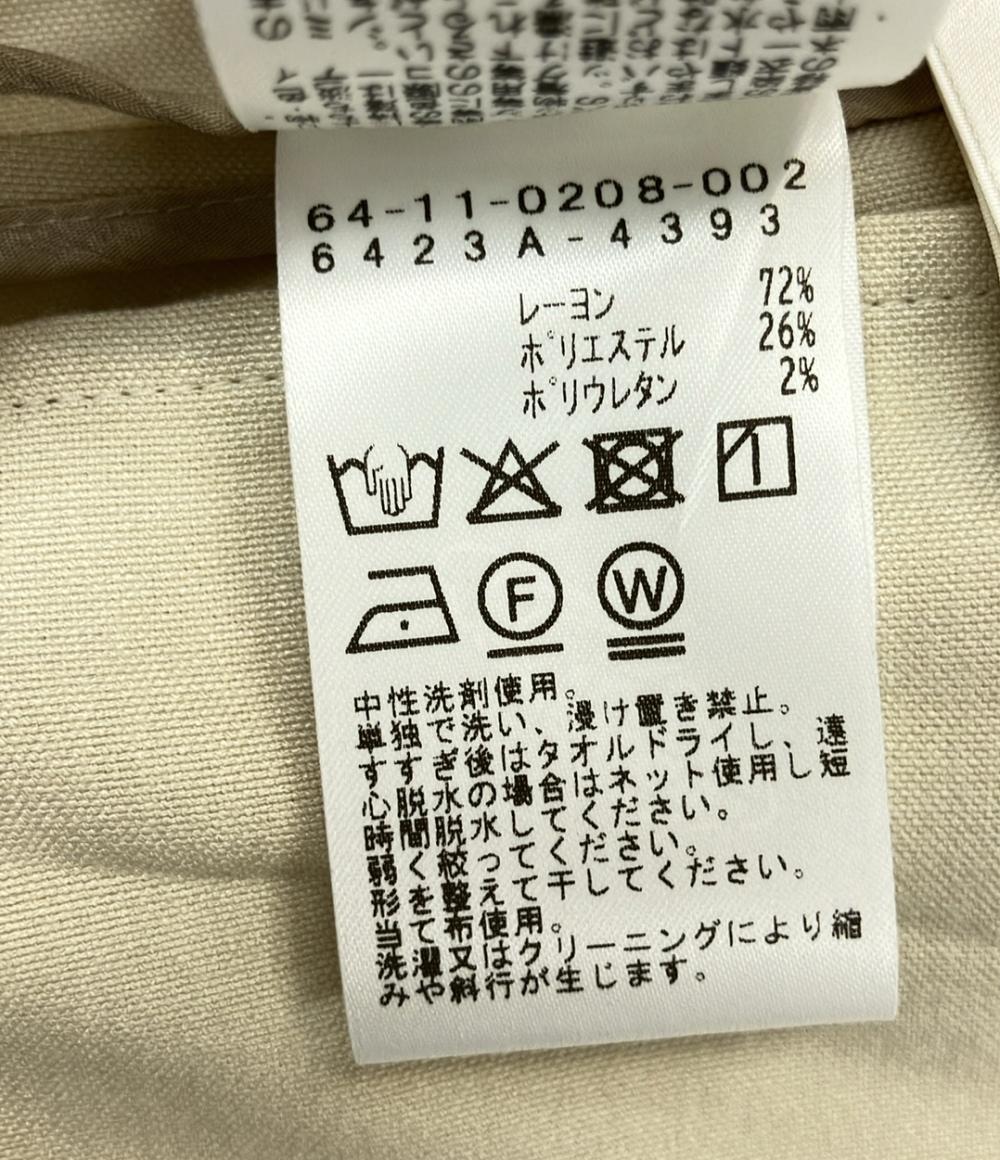 64-11-0208-002
6423A-4393
レーヨン 72%
ポリエステル 26%
ポリウレタン 2%
F W
中性洗剤使用。
単独で洗い、浸け置き禁止。
すすぎ後はタオルドライし、遠
心脱水の場合はネット使用し短
時間脱水してください。
弱く絞ってください。
形を整えて干してください。
当て布使用。
洗濯又はクリーニングにより縮
みや斜行が生じます。